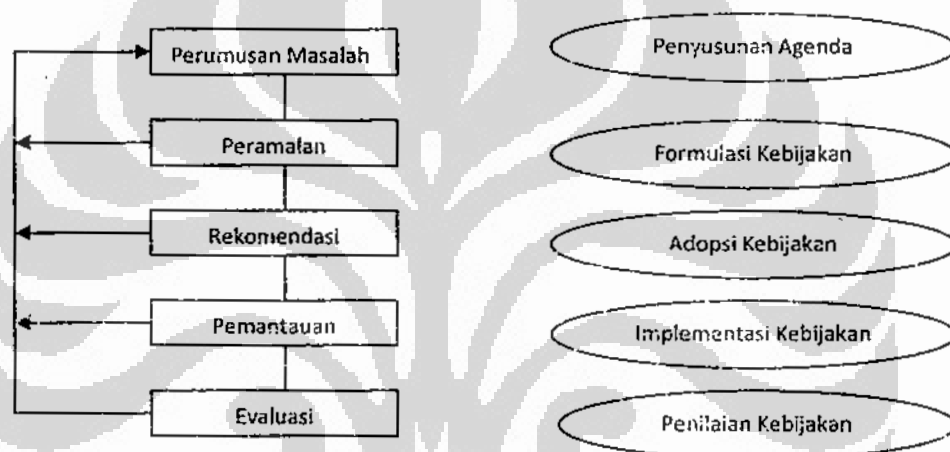 Perumusan Masalah
Penyusunan Agenda
Peramalan
Formulasi Kebijakan
Rekomendasi
Adopsi Kebijakan
Pemantauan
Implementasi Kebijakan
Evaluasi
Penilaian Kebijakan